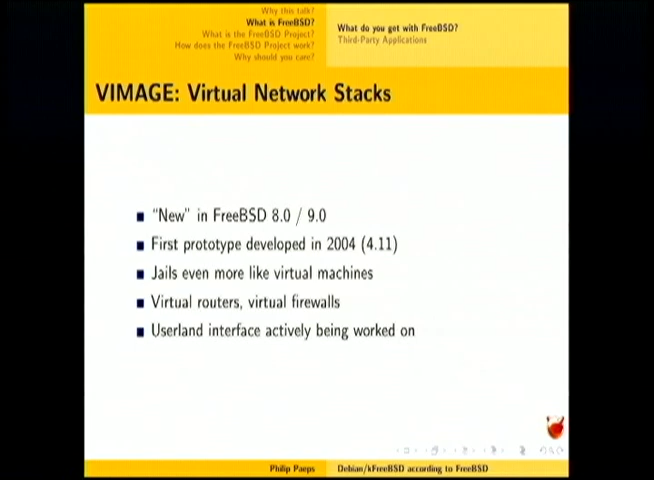 Why this talk?
What is FreeBSD?
What is the FreeBSD Project?
How does the FreeBSD Project work?
Why should you care?
What do you get with FreeBSD?
Third-Party Applications
VIMAGE: Virtual Network Stacks
"New" in FreeBSD 8.0 / 9.0
First prototype developed in 2004 (4.11)
Jails even more like virtual machines
Virtual routers, virtual firewalls
Userland interface actively being worked on
Philip Paeps
Debian/kFreeBSD according to FreeBSD